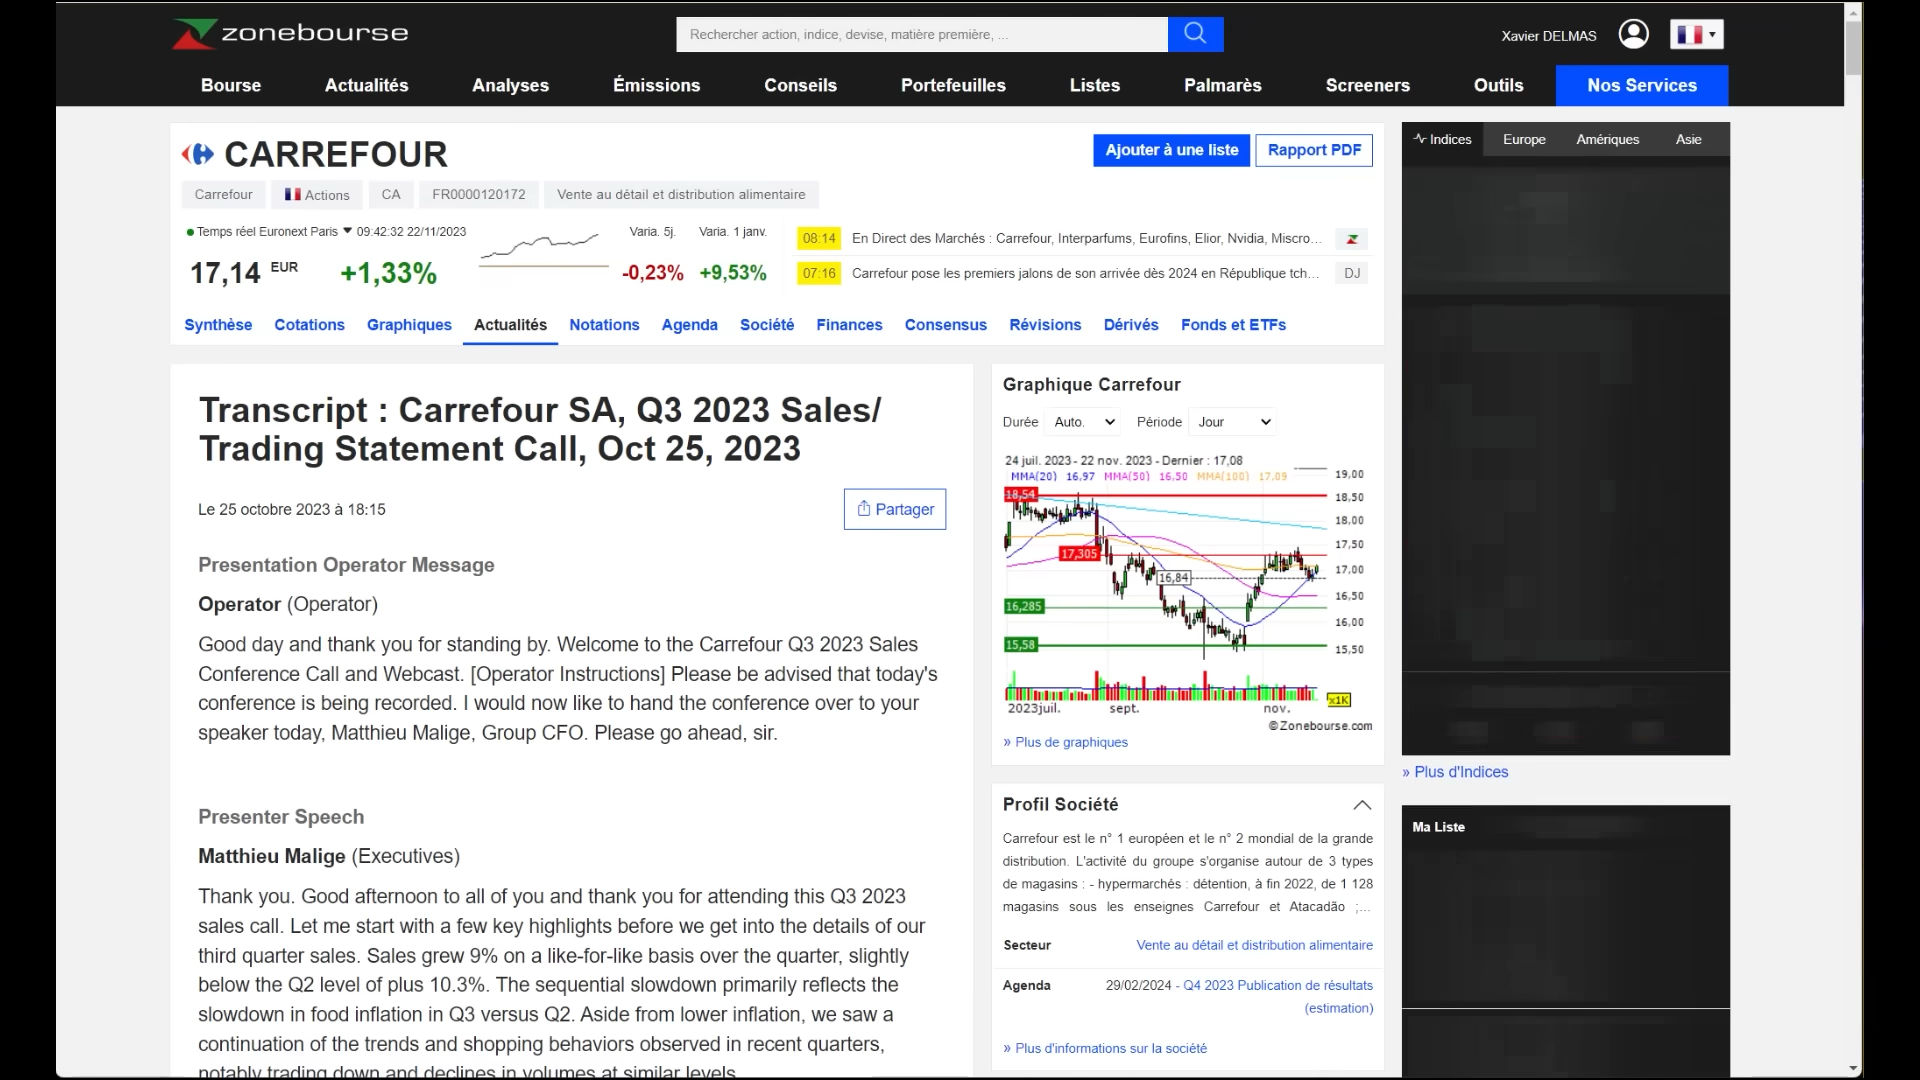 zonebourse
Rechercher action, indice, devise, matière première, ...
Xavier DELMAS
Bourse
Actualités
Analyses
Émissions
Conseils
Portefeuilles
Listes
Palmarès
Screeners
Outils
Nos Services
CARREFOUR
Ajouter à une liste
Rapport PDF
Carrefour
Actions
CA
FR0000120172
Vente au détail et distribution alimentaire
Temps réel Euronext Paris 09:42:32 22/11/2023
Varia. 5j.
Varia. 1 janv.
17,14 EUR
+1,33%
-0,23%
+9,53%
08:14 En Direct des Marchés : Carrefour, Interparfums, Eurofins, Elior, Nvidia, Miscro...
07:16 Carrefour pose les premiers jalons de son arrivée dès 2024 en République tch... DJ
Synthèse
Cotations
Graphiques
Actualités
Notations
Agenda
Société
Finances
Consensus
Révisions
Dérivés
Fonds et ETFs
Transcript : Carrefour SA, Q3 2023 Sales/
Trading Statement Call, Oct 25, 2023
Le 25 octobre 2023 à 18:15
Partager
Presentation Operator Message
Operator (Operator)
Good day and thank you for standing by. Welcome to the Carrefour Q3 2023 Sales
Conference Call and Webcast. [Operator Instructions] Please be advised that today's
conference is being recorded. I would now like to hand the conference over to your
speaker today, Matthieu Malige, Group CFO. Please go ahead, sir.
Presenter Speech
Matthieu Malige (Executives)
Thank you. Good afternoon to all of you and thank you for attending this Q3 2023
sales call. Let me start with a few key highlights before we get into the details of our
third quarter sales. Sales grew 9% on a like-for-like basis over the quarter, slightly
below the Q2 level of plus 10.3%. The sequential slowdown primarily reflects the
slowdown in food inflation in Q3 versus Q2. Aside from lower inflation, we saw a
continuation of the trends and shopping behaviors observed in recent quarters,
notably trading down and declines in volumes at similar levels.
Graphique Carrefour
Durée Auto. Période Jour
24 juil. 2023 - 22 nov. 2023 - Dernier : 17,08
MMA(20) 16,97 MMA(50) 16,50 MMA(100) 17,09
19,00
18,54
18,50
18,00
17,50
17,305
17,00
16,84
16,50
16,285
16,00
15,58
15,50
x1K
2023juil.
sept.
nov.
©Zonebourse.com
» Plus de graphiques
Profil Société
Carrefour est le n° 1 européen et le n° 2 mondial de la grande
distribution. L'activité du groupe s'organise autour de 3 types
de magasins : - hypermarchés : détention, à fin 2022, de 1 128
magasins sous les enseignes Carrefour et Atacadão ;...
Secteur Vente au détail et distribution alimentaire
Agenda 29/02/2024 - Q4 2023 Publication de résultats
(estimation)
» Plus d'informations sur la société
Indices
Europe
Amériques
Asie
» Plus d'Indices
Ma Liste